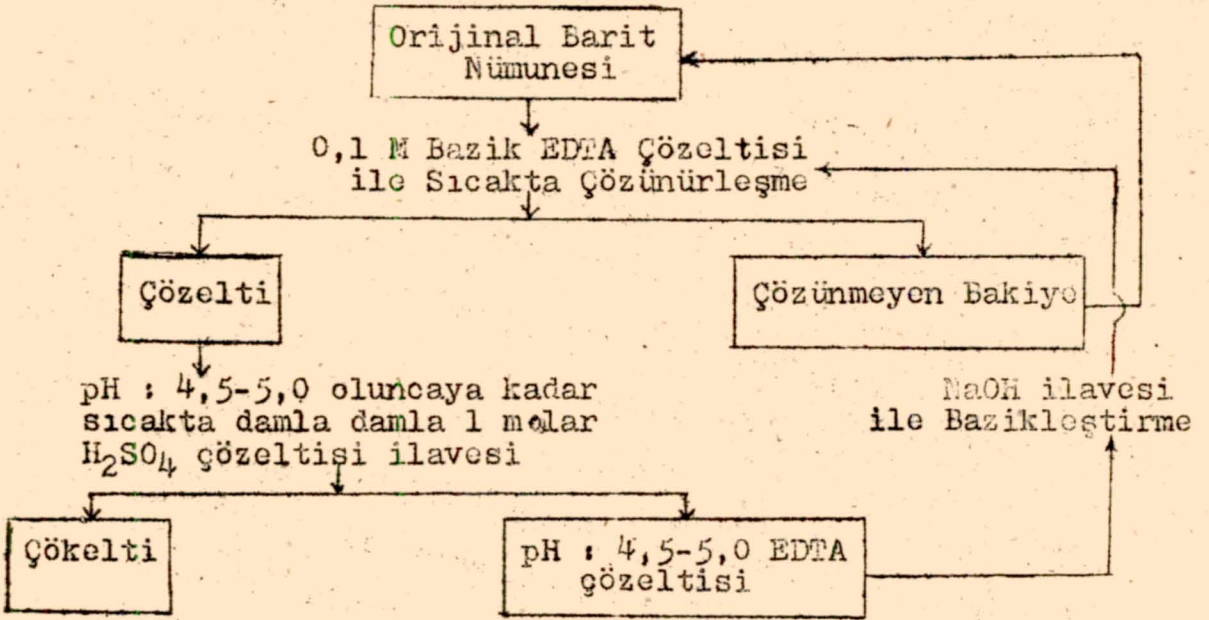 Orijinal Barit
Nümunesi
0,1 M Bazik EDTA Çözeltisi
ile Sıcakta Çözünürleşme
Çözelti
Çözünmeyen Bakiye
pH : 4,5-5,0 oluncaya kadar
sıcakta damla damla 1 molar
H₂SO₄ çözeltisi ilavesi
NaOH ilavesi
ile Bazikleştirme
Çökelti
pH : 4,5-5,0 EDTA
çözeltisi